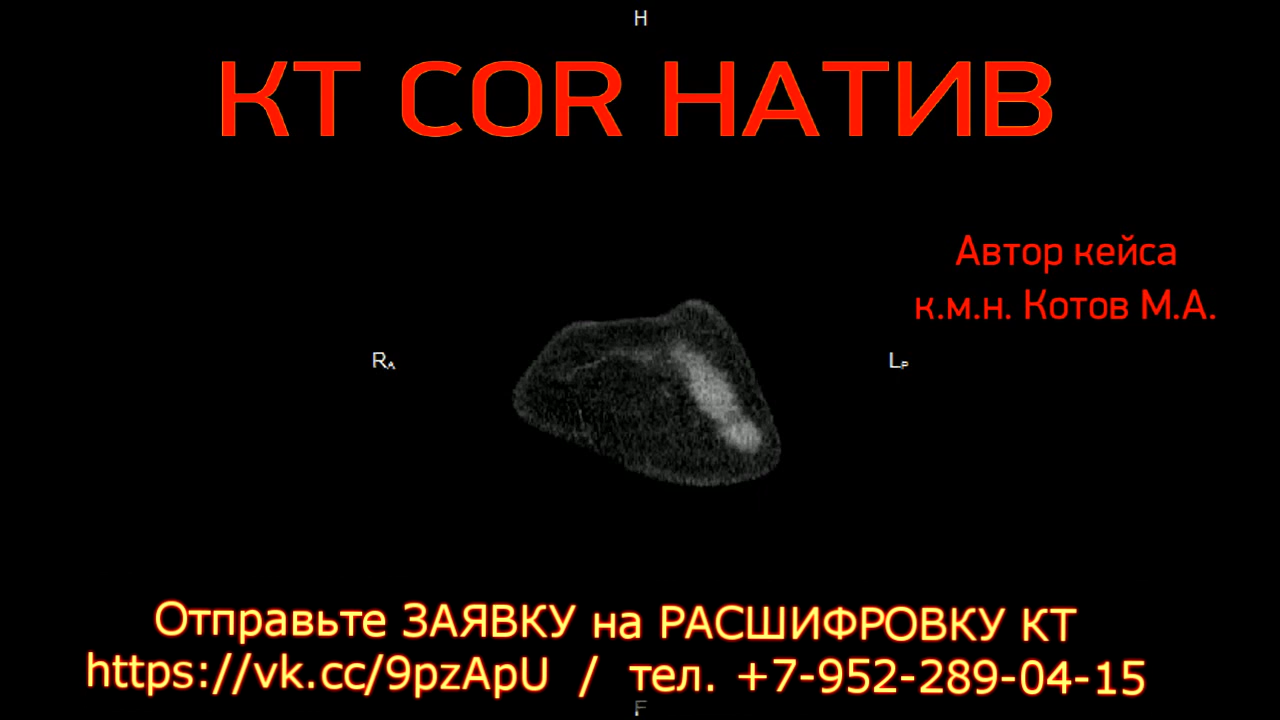 H
КТ COR НАТИВ
Автор кейса
к.м.н. Котов М.А.
RA
LP
Отправьте ЗАЯВКУ на РАСШИФРОВКУ КТ
https://vk.cc/9pzApU / тел. +7-952-289-04-15
F